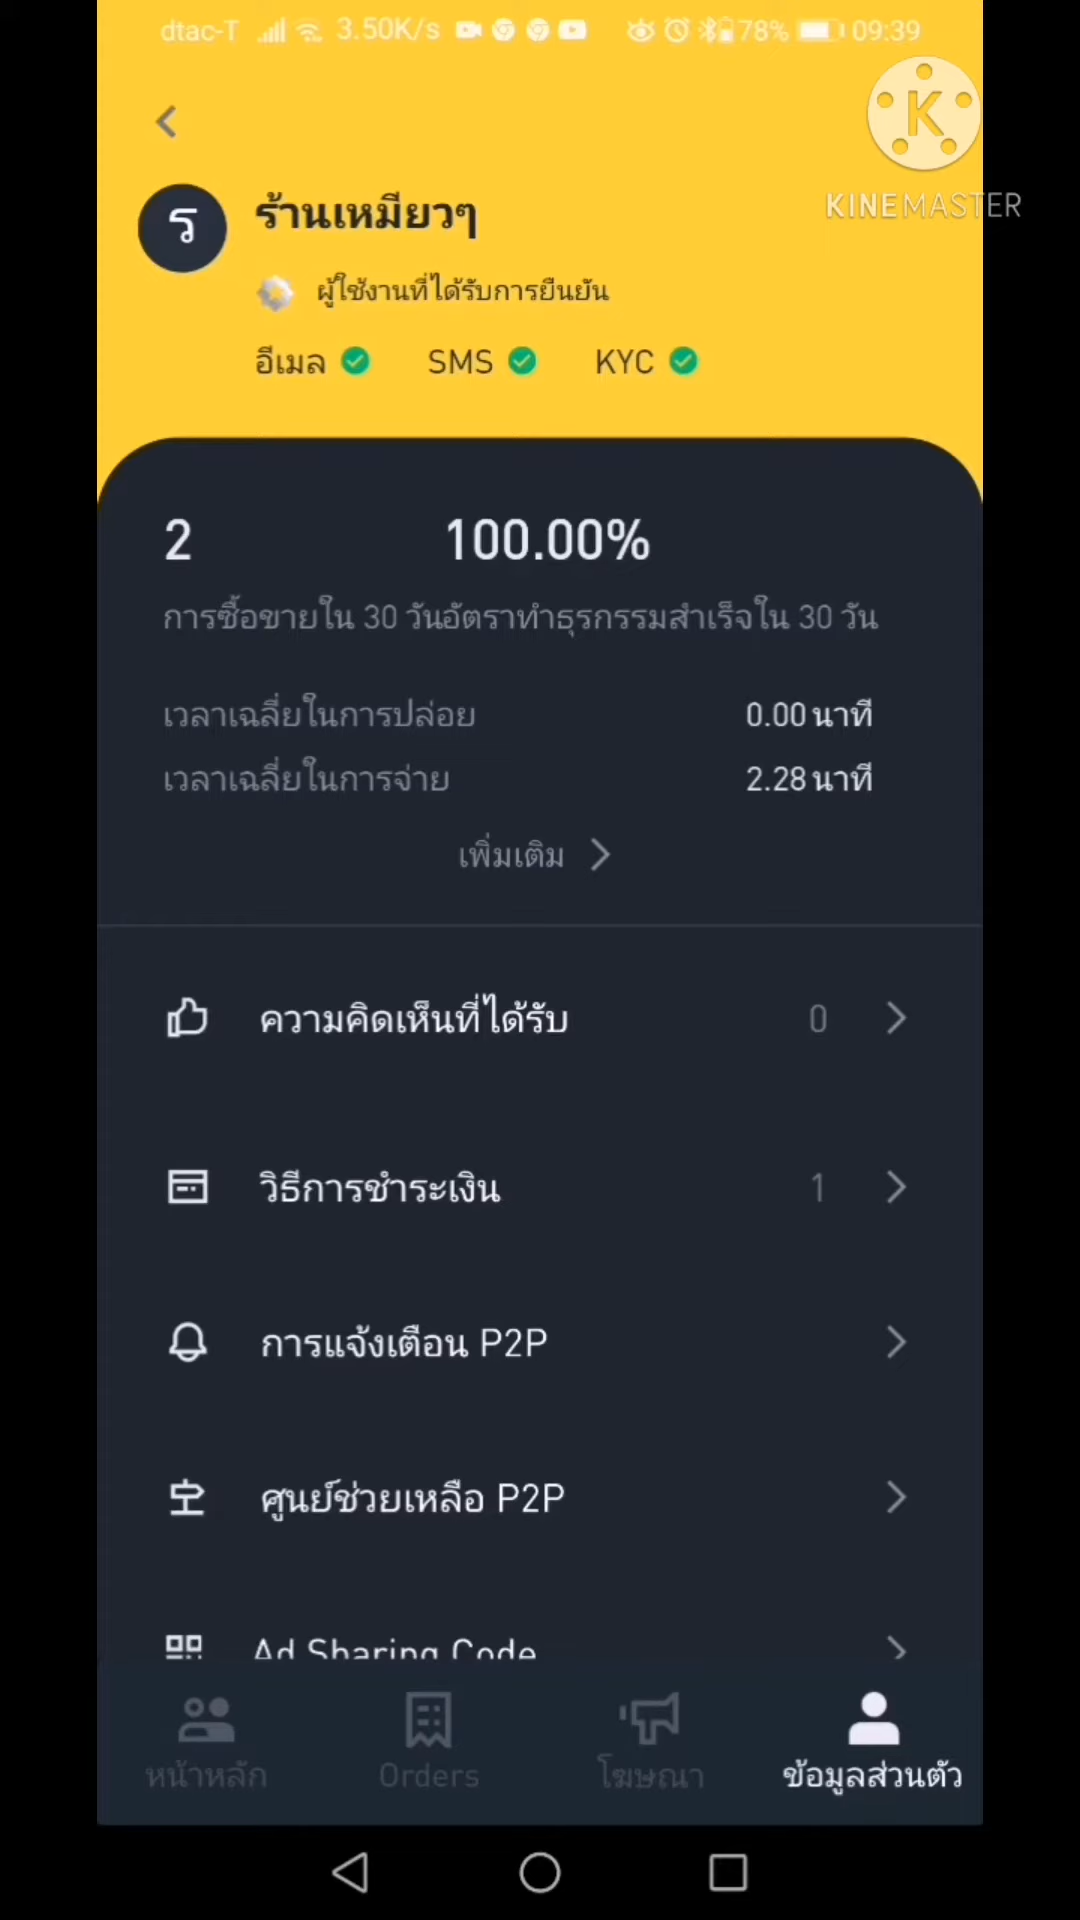 dtac-T 3.50K/s 78% 09:39
K
KINEMASTER
ร
ร้านเหมียวๆ
ผู้ใช้งานที่ได้รับการยืนยัน
อีเมล SMS KYC
2 100.00%
การซื้อขายใน 30 วันอัตราทำธุรกรรมสำเร็จใน 30 วัน
เวลาเฉลี่ยในการปล่อย 0.00 นาที
เวลาเฉลี่ยในการจ่าย 2.28 นาที
เพิ่มเติม
ความคิดเห็นที่ได้รับ 0
วิธีการชำระเงิน 1
การแจ้งเตือน P2P
ศูนย์ช่วยเหลือ P2P
Ad Sharing Code
หน้าหลัก Orders โฆษณา ข้อมูลส่วนตัว